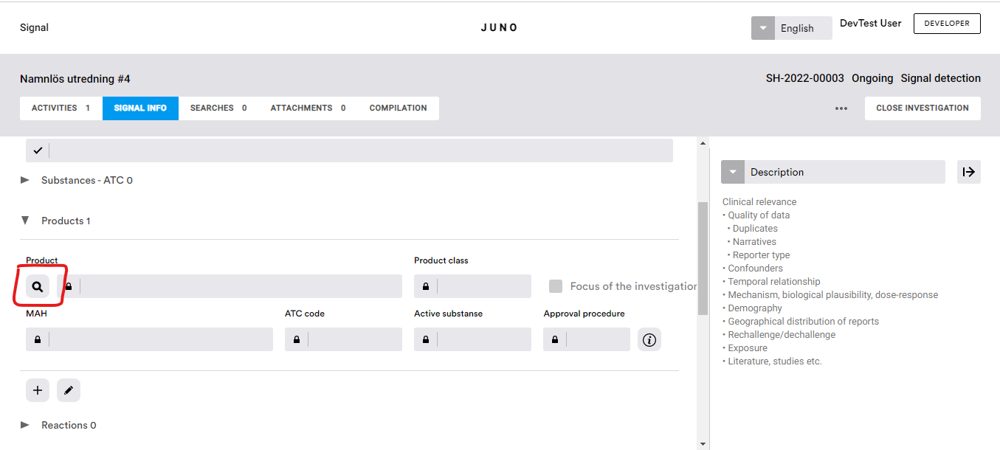 Signal
JUNO
English
DevTest User
DEVELOPER
Namnlös utredning #4
SH-2022-00003 Ongoing Signal detection
ACTIVITIES 1
SIGNAL INFO
SEARCHES 0
ATTACHMENTS 0
COMPILATION
CLOSE INVESTIGATION
Substances - ATC 0
Products 1
Product
Product class
Focus of the investigation
MAH
ATC code
Active substanse
Approval procedure
Reactions 0
Description
Clinical relevance
• Quality of data
• Duplicates
• Narratives
• Reporter type
• Confounders
• Temporal relationship
• Mechanism, biological plausibility, dose-response
• Demography
• Geographical distribution of reports
• Rechallenge/dechallenge
• Exposure
• Literature, studies etc.